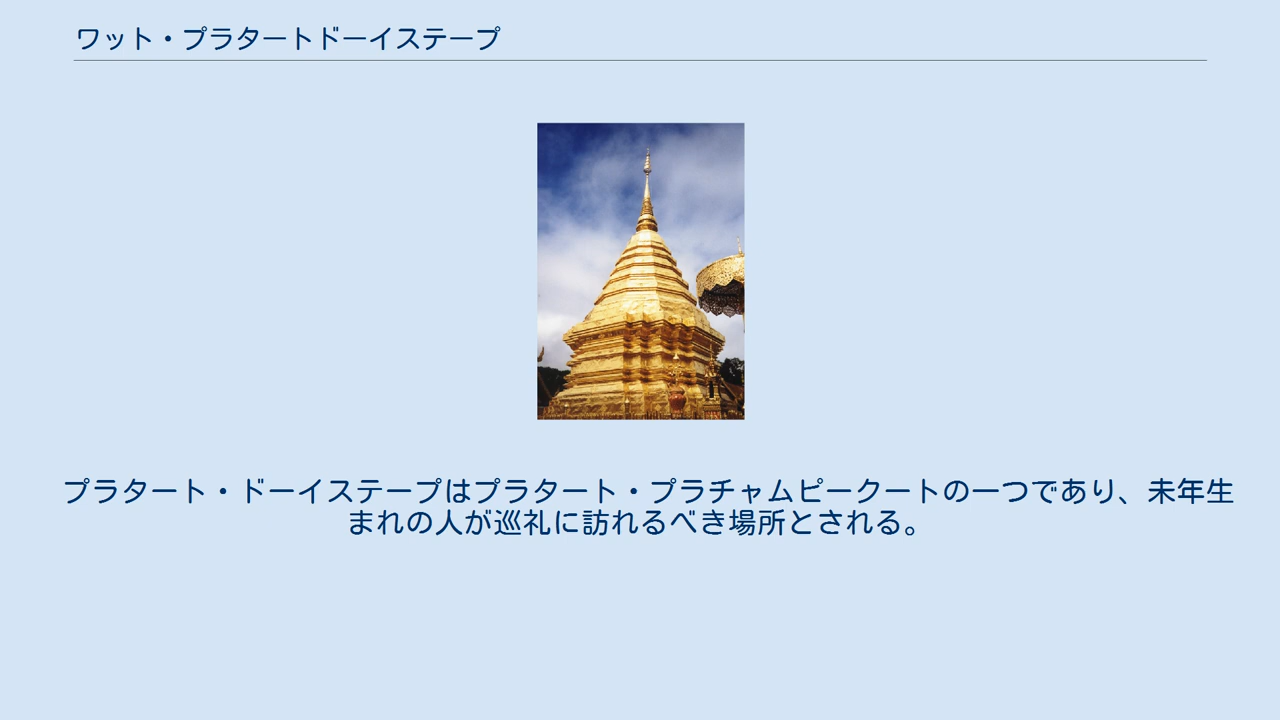 ワット・プラタートドーイステープ
プラタート・ドーイステープはプラタート・プラチャムピークートの一つであり、未年生
まれの人が巡礼に訪れるべき場所とされる。